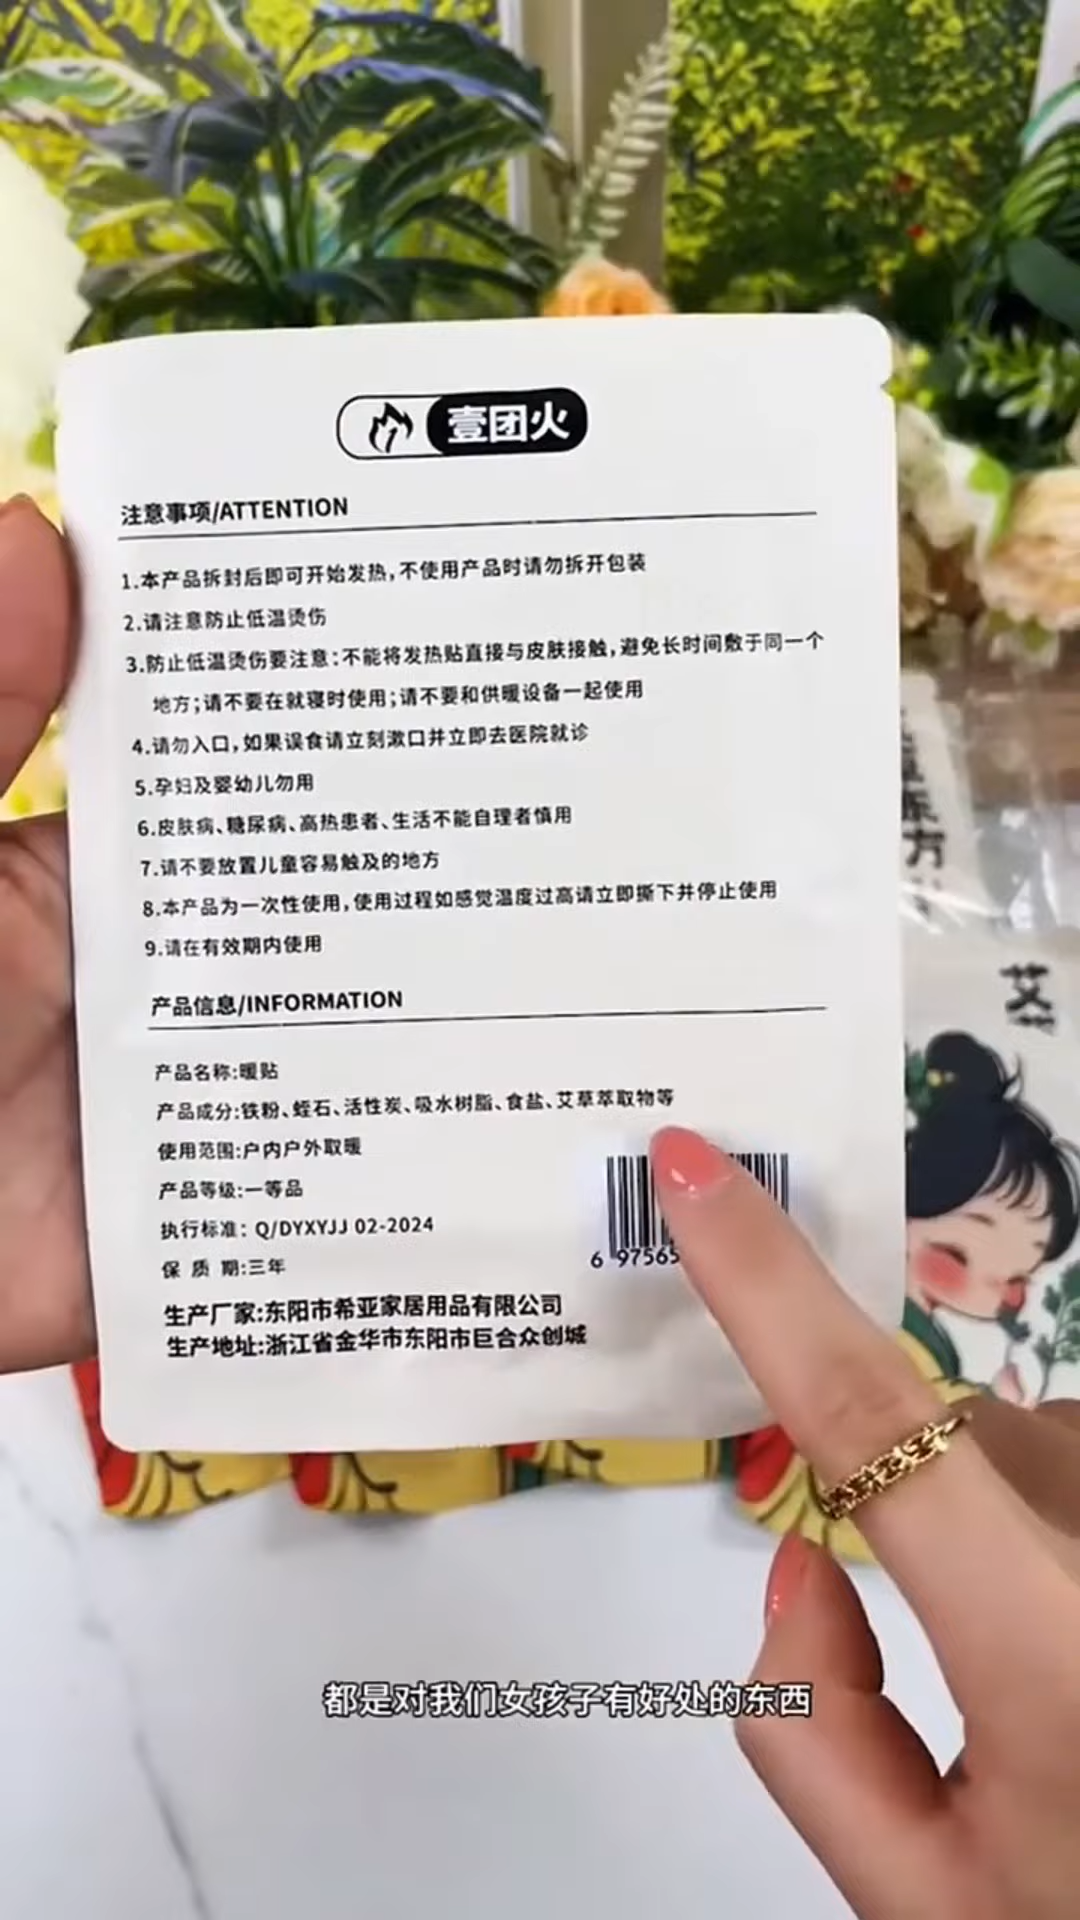 壹团火
注意事项/ATTENTION
1.本产品拆封后即可开始发热,不使用产品时请勿拆开包装
2.请注意防止低温烫伤
3.防止低温烫伤要注意:不能将发热贴直接与皮肤接触,避免长时间敷于同一个
地方;请不要在就寝时使用;请不要和供暖设备一起使用
4.请勿入口,如果误食请立刻漱口并立即去医院就诊
5.孕妇及婴幼儿勿用
6.皮肤病、糖尿病、高热患者、生活不能自理者慎用
7.请不要放置儿童容易触及的地方
8.本产品为一次性使用,使用过程如感觉温度过高请立即撕下并停止使用
9.请在有效期内使用
产品信息/INFORMATION
产品名称:暖贴
产品成分:铁粉、蛭石、活性炭、吸水树脂、食盐、艾草萃取物等
使用范围:户内户外取暖
产品等级:一等品
执行标准: Q/DYXYJJ 02-2024
保 质 期:三年
6 97565
生产厂家:东阳市希亚家居用品有限公司
生产地址:浙江省金华市东阳市巨合众创城
东方
艾
都是对我们女孩子有好处的东西